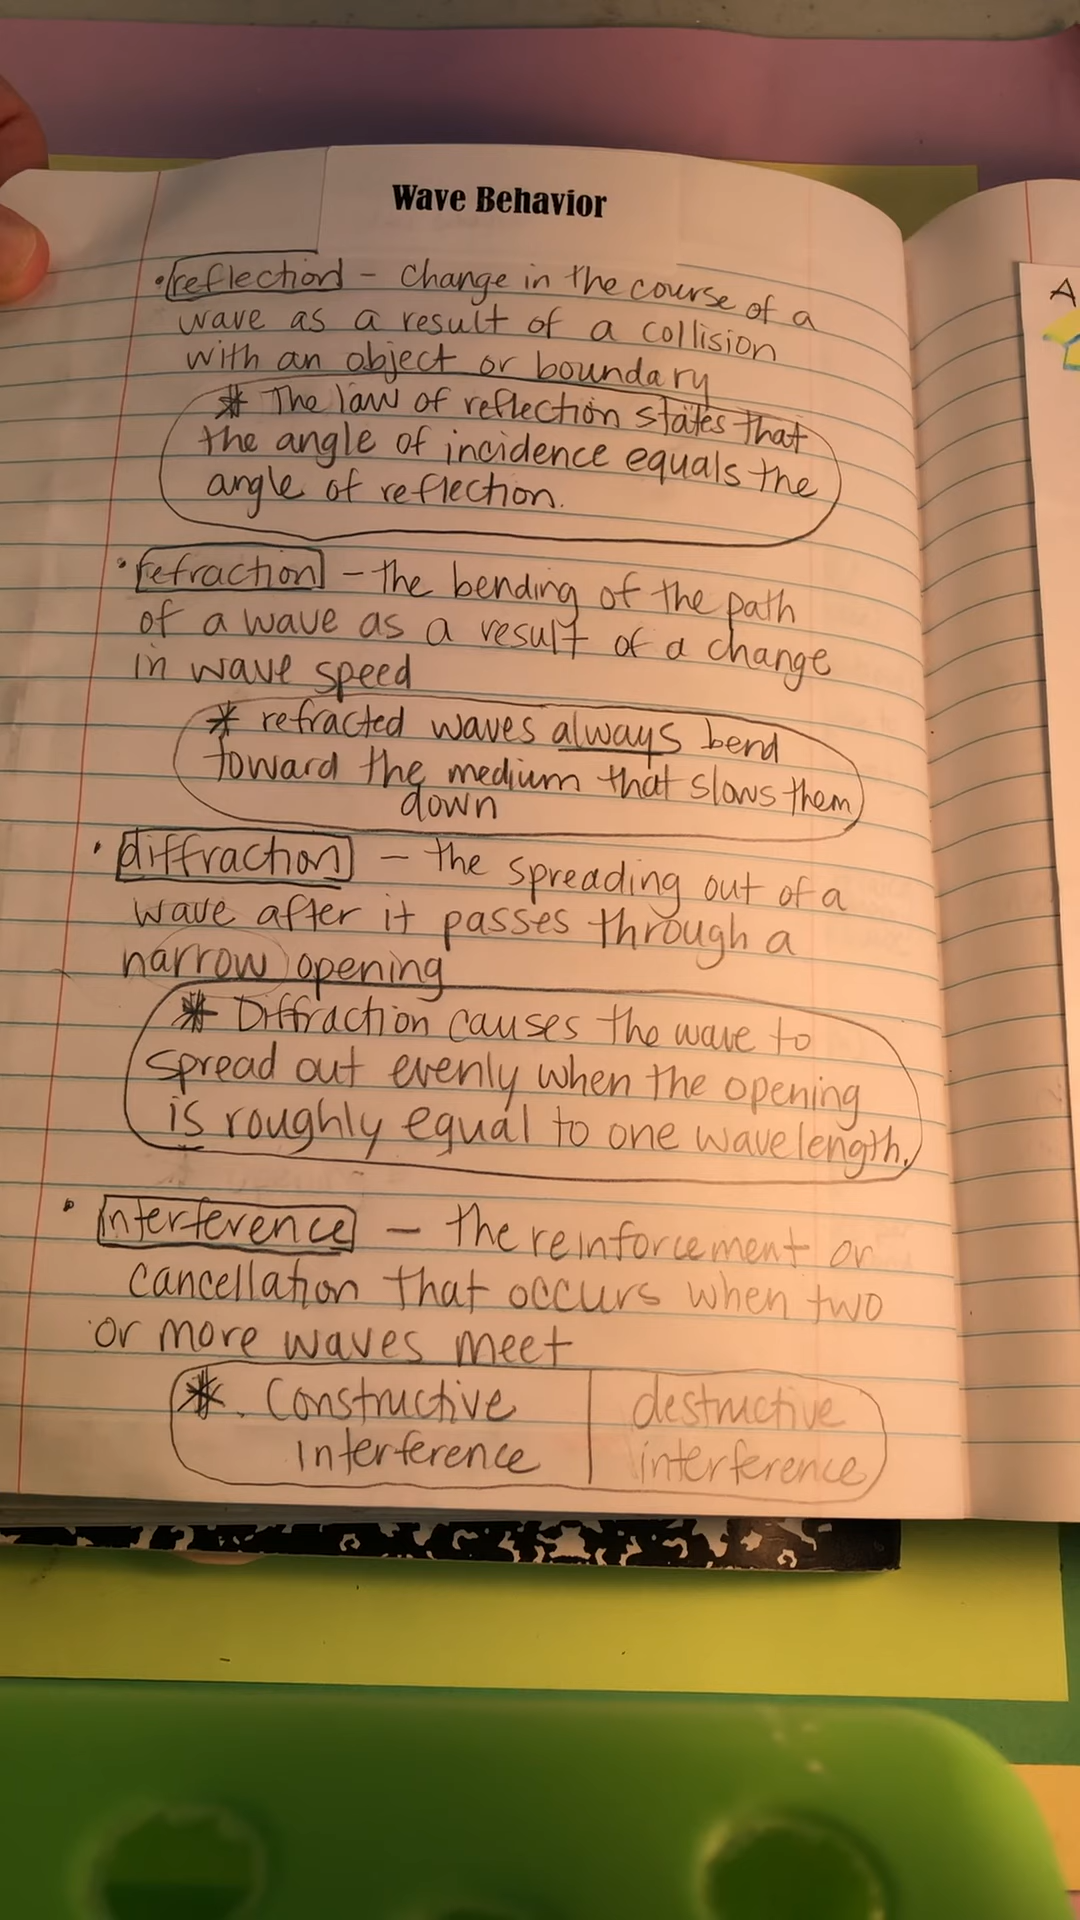 Wave Behavior
• reflection - change in the course of a
wave as a result of a collision
with an object or boundary
* The law of reflection states that
the angle of incidence equals the
angle of reflection.
• refraction - the bending of the path
of a wave as a result of a change
in wave speed
* refracted waves always bend
toward the medium that slows them
down
• diffraction - the spreading out of a
wave after it passes through a
narrow opening
* Diffraction causes the wave to
spread out evenly when the opening
is roughly equal to one wavelength.
• interference - the reinforcement or
cancellation that occurs when two
or more waves meet
*. Constructive | destructive
interference | interference
A